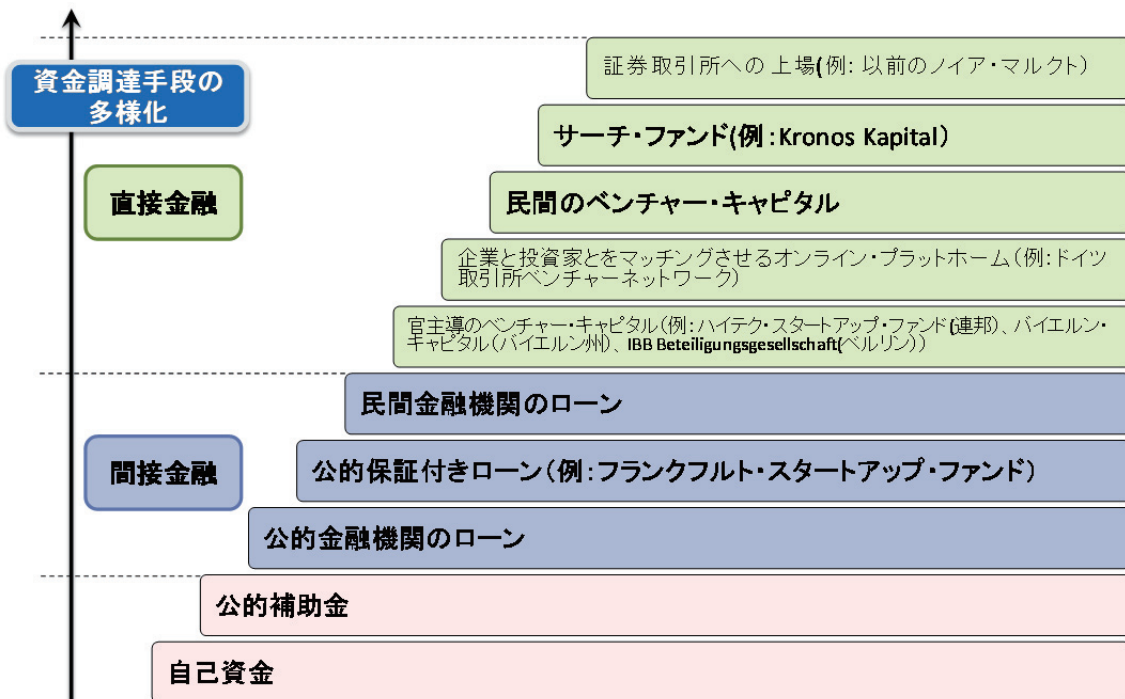 証券取引所への上場(例: 以前のノイア・マルクト)
資金調達手段の
多様化
サーチ・ファンド(例:Kronos Kapital)
直接金融
民間のベンチャー・キャピタル
企業と投資家とをマッチングさせるオンライン・プラットホーム(例:ドイツ
取引所ベンチャーネットワーク)
官主導のベンチャー・キャピタル(例:ハイテク・スタートアップ・ファンド(連邦)、バイエルン・
キャピタル(バイエルン州)、IBB Beteiligungsgesellschaft(ベルリン))
民間金融機関のローン
間接金融
公的保証付きローン(例:フランクフルト・スタートアップ・ファンド)
公的金融機関のローン
公的補助金
自己資金